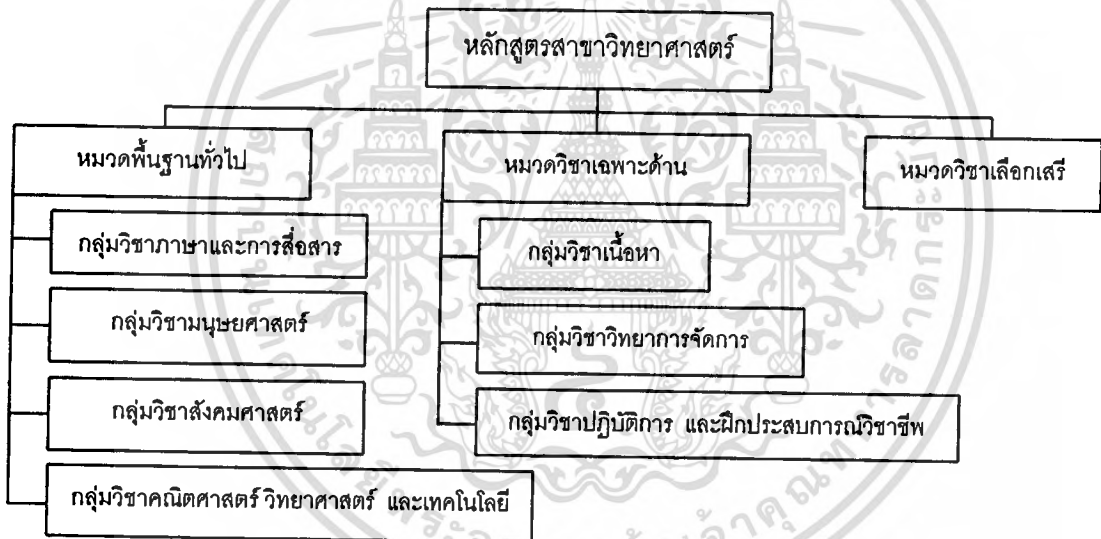 หลักสูตรสาขาวิทยาศาสตร์
หมวดพื้นฐานทั่วไป
กลุ่มวิชาภาษาและการสื่อสาร
กลุ่มวิชามนุษยศาสตร์
กลุ่มวิชาสังคมศาสตร์
กลุ่มวิชาคณิตศาสตร์ วิทยาศาสตร์ และเทคโนโลยี
หมวดวิชาเฉพาะด้าน
กลุ่มวิชาเนื้อหา
กลุ่มวิชาวิทยาการจัดการ
กลุ่มวิชาปฏิบัติการ และฝึกประสบการณ์วิชาชีพ
หมวดวิชาเลือกเสรี